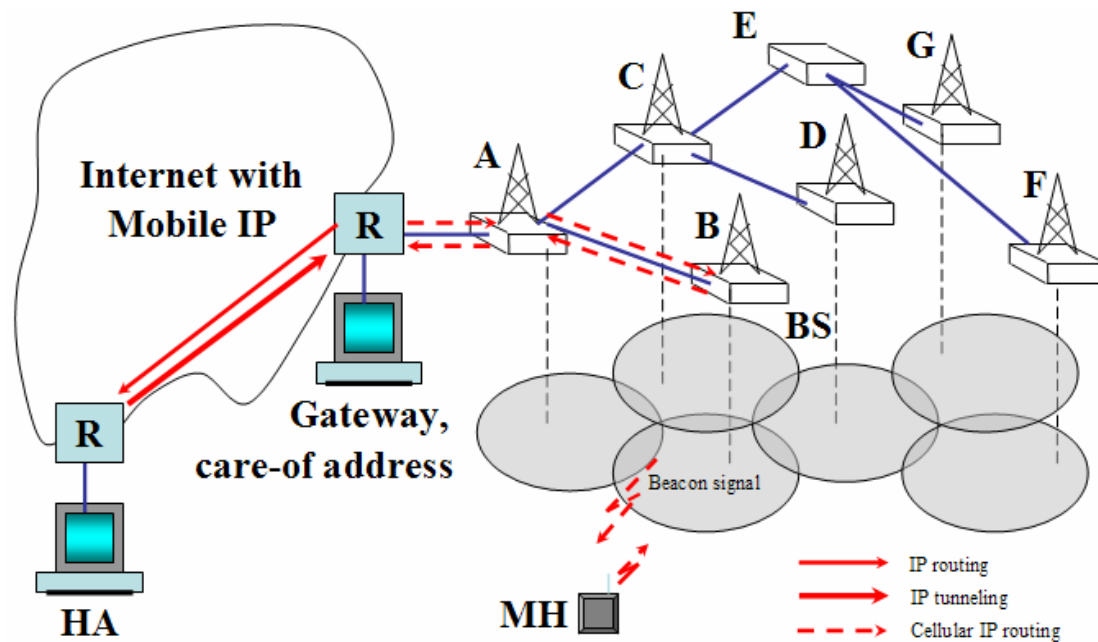 E
G
C
D
A
F
Internet with
Mobile IP
R
B
BS
Gateway,
care-of address
R
Beacon signal
HA
MH
IP routing
IP tunneling
Cellular IP routing